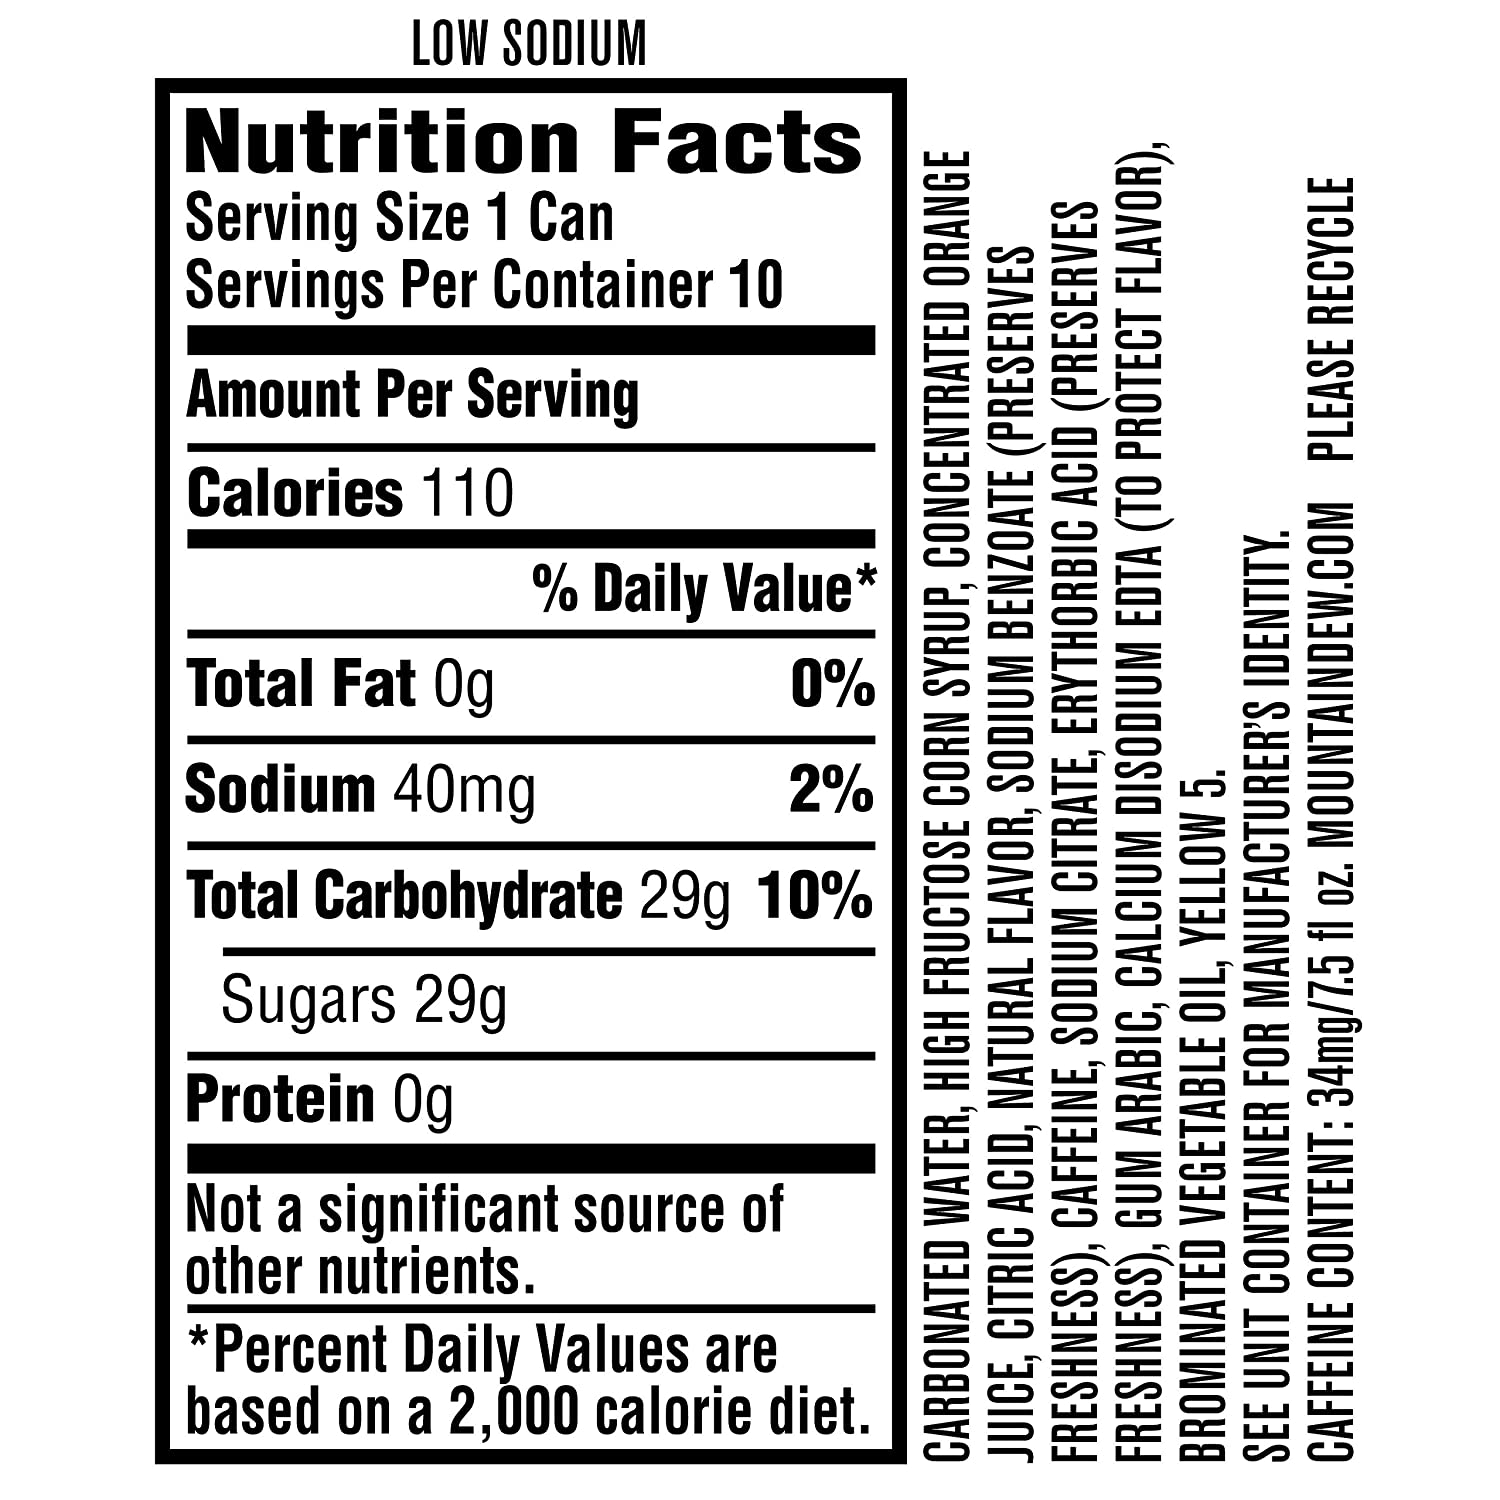 LOW SODIUM
Nutrition Facts
Serving Size 1 Can
Servings Per Container 10
Amount Per Serving
Calories 110
% Daily Value*
Total Fat 0g 0%
Sodium 40mg 2%
Total Carbohydrate 29g 10%
Sugars 29g
Protein 0g
Not a significant source of
other nutrients.
*Percent Daily Values are
based on a 2,000 calorie diet.
CARBONATED WATER, HIGH FRUCTOSE CORN SYRUP, CONCENTRATED ORANGE
JUICE, CITRIC ACID, NATURAL FLAVOR, SODIUM BENZOATE (PRESERVES
FRESHNESS), CAFFEINE, SODIUM CITRATE, ERYTHORBIC ACID (PRESERVES
FRESHNESS), GUM ARABIC, CALCIUM DISODIUM EDTA (TO PROTECT FLAVOR),
BROMINATED VEGETABLE OIL, YELLOW 5.
SEE UNIT CONTAINER FOR MANUFACTURER'S IDENTITY.
CAFFEINE CONTENT: 34mg/7.5 fl oz. MOUNTAINDEW.COM PLEASE RECYCLE